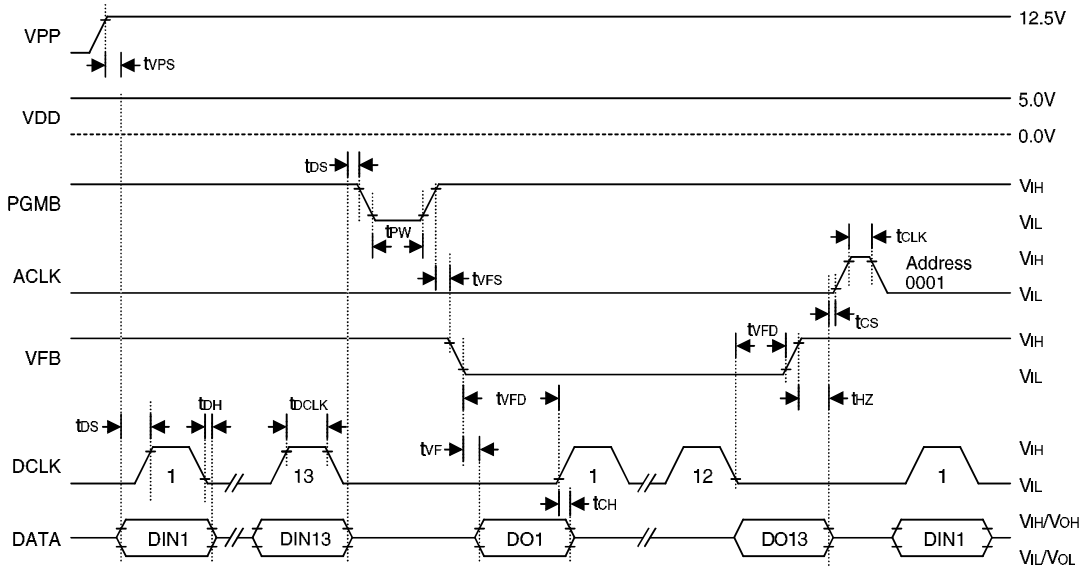 VPP 12.5V
tVPS
VDD 5.0V
0.0V
tDS
PGMB VIH
VIL
tPW
tCLK
ACLK Address VIH
0001 VIL
tVFS
tCS
VFB tVFD VIH
VIL
tVFD tHZ
tDS tDH tDCLK
tVF
DCLK 1 13 1 12 1 VIH
VIL
tCH
DATA DIN1 DIN13 DO1 DO13 DIN1 VIH/VOH
VIL/VOL